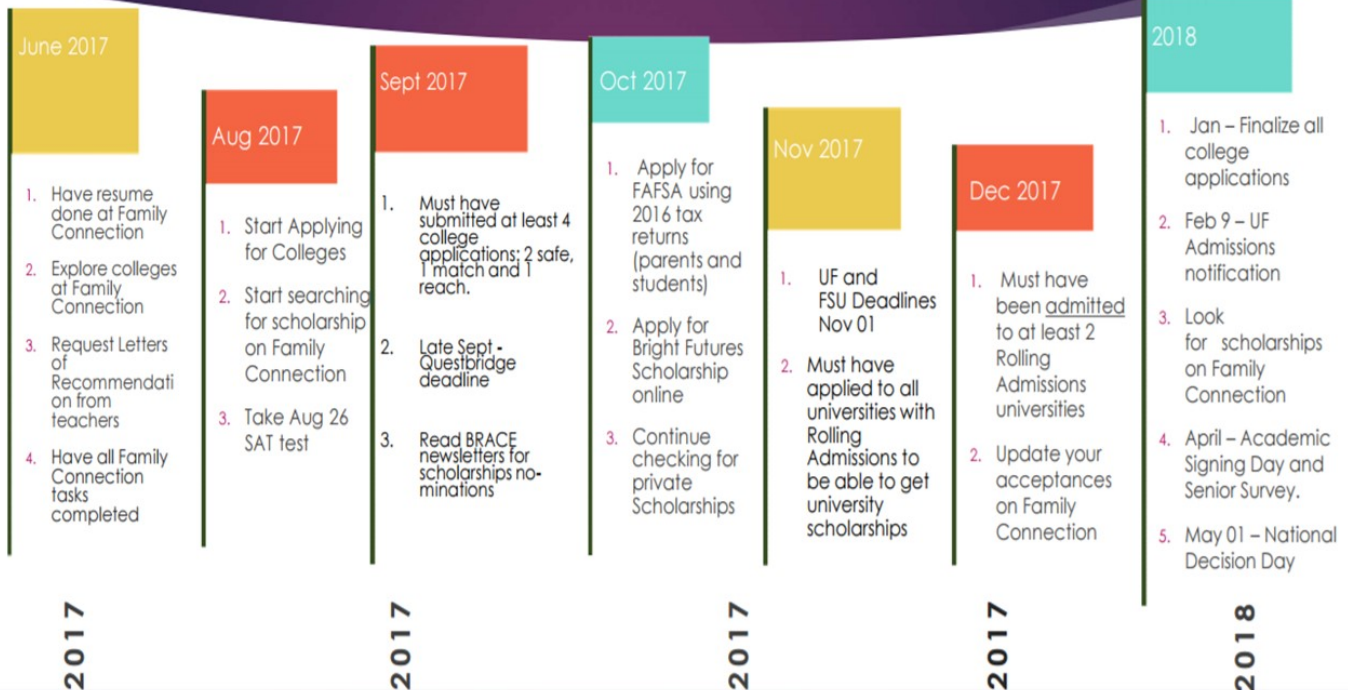 June 2017
1. Have resume
done at Family
Connection
2. Explore colleges
at Family
Connection
3. Request Letters
of
Recommendati
on from
teachers
4. Have all Family
Connection
tasks
completed
Aug 2017
1. Start Applying
for Colleges
2. Start searching
for scholarship
on Family
Connection
3. Take Aug 26
SAT test
Sept 2017
1. Must have
submitted at least 4
college
applications; 2 safe,
1 match and 1
reach.
2. Late Sept -
Questbridge
deadline
3. Read BRACE
newsletters for
scholarships no-
minations
Oct 2017
1. Apply for
FAFSA using
2016 tax
returns
(parents and
students)
2. Apply for
Bright Futures
Scholarship
online
3. Continue
checking for
private
Scholarships
Nov 2017
1. UF and
FSU Deadlines
Nov 01
2. Must have
applied to all
universities with
Rolling
Admissions to
be able to get
university
scholarships
Dec 2017
1. Must have
been admitted
to at least 2
Rolling
Admissions
universities
2. Update your
acceptances
on Family
Connection
2018
1. Jan – Finalize all
college
applications
2. Feb 9 – UF
Admissions
notification
3. Look
for scholarships
on Family
Connection
4. April – Academic
Signing Day and
Senior Survey.
5. May 01 – National
Decision Day
2017
2017
2017
2017
2018